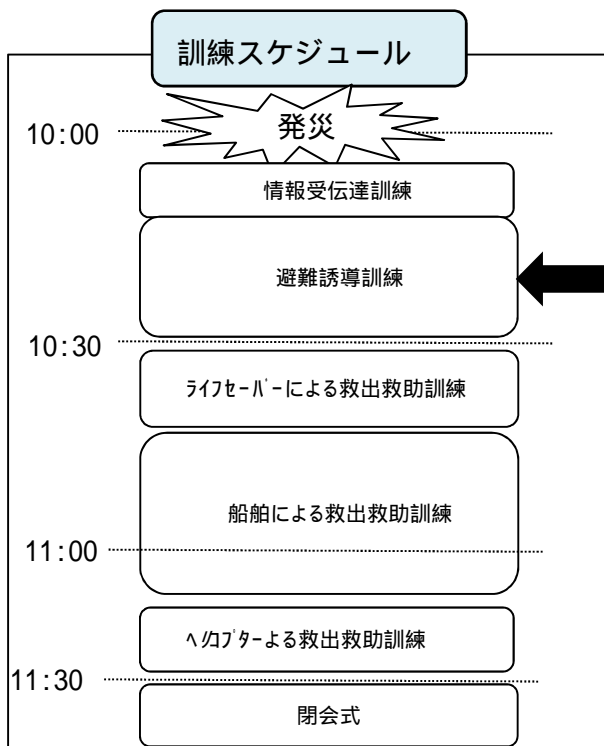 訓練スケジュール
発災
10:00
情報受伝達訓練
避難誘導訓練
10:30
ﾗｲﾌｾｰﾊﾞｰによる救出救助訓練
船舶による救出救助訓練
11:00
ﾍﾘｺﾌﾟﾀｰよる救出救助訓練
11:30
閉会式